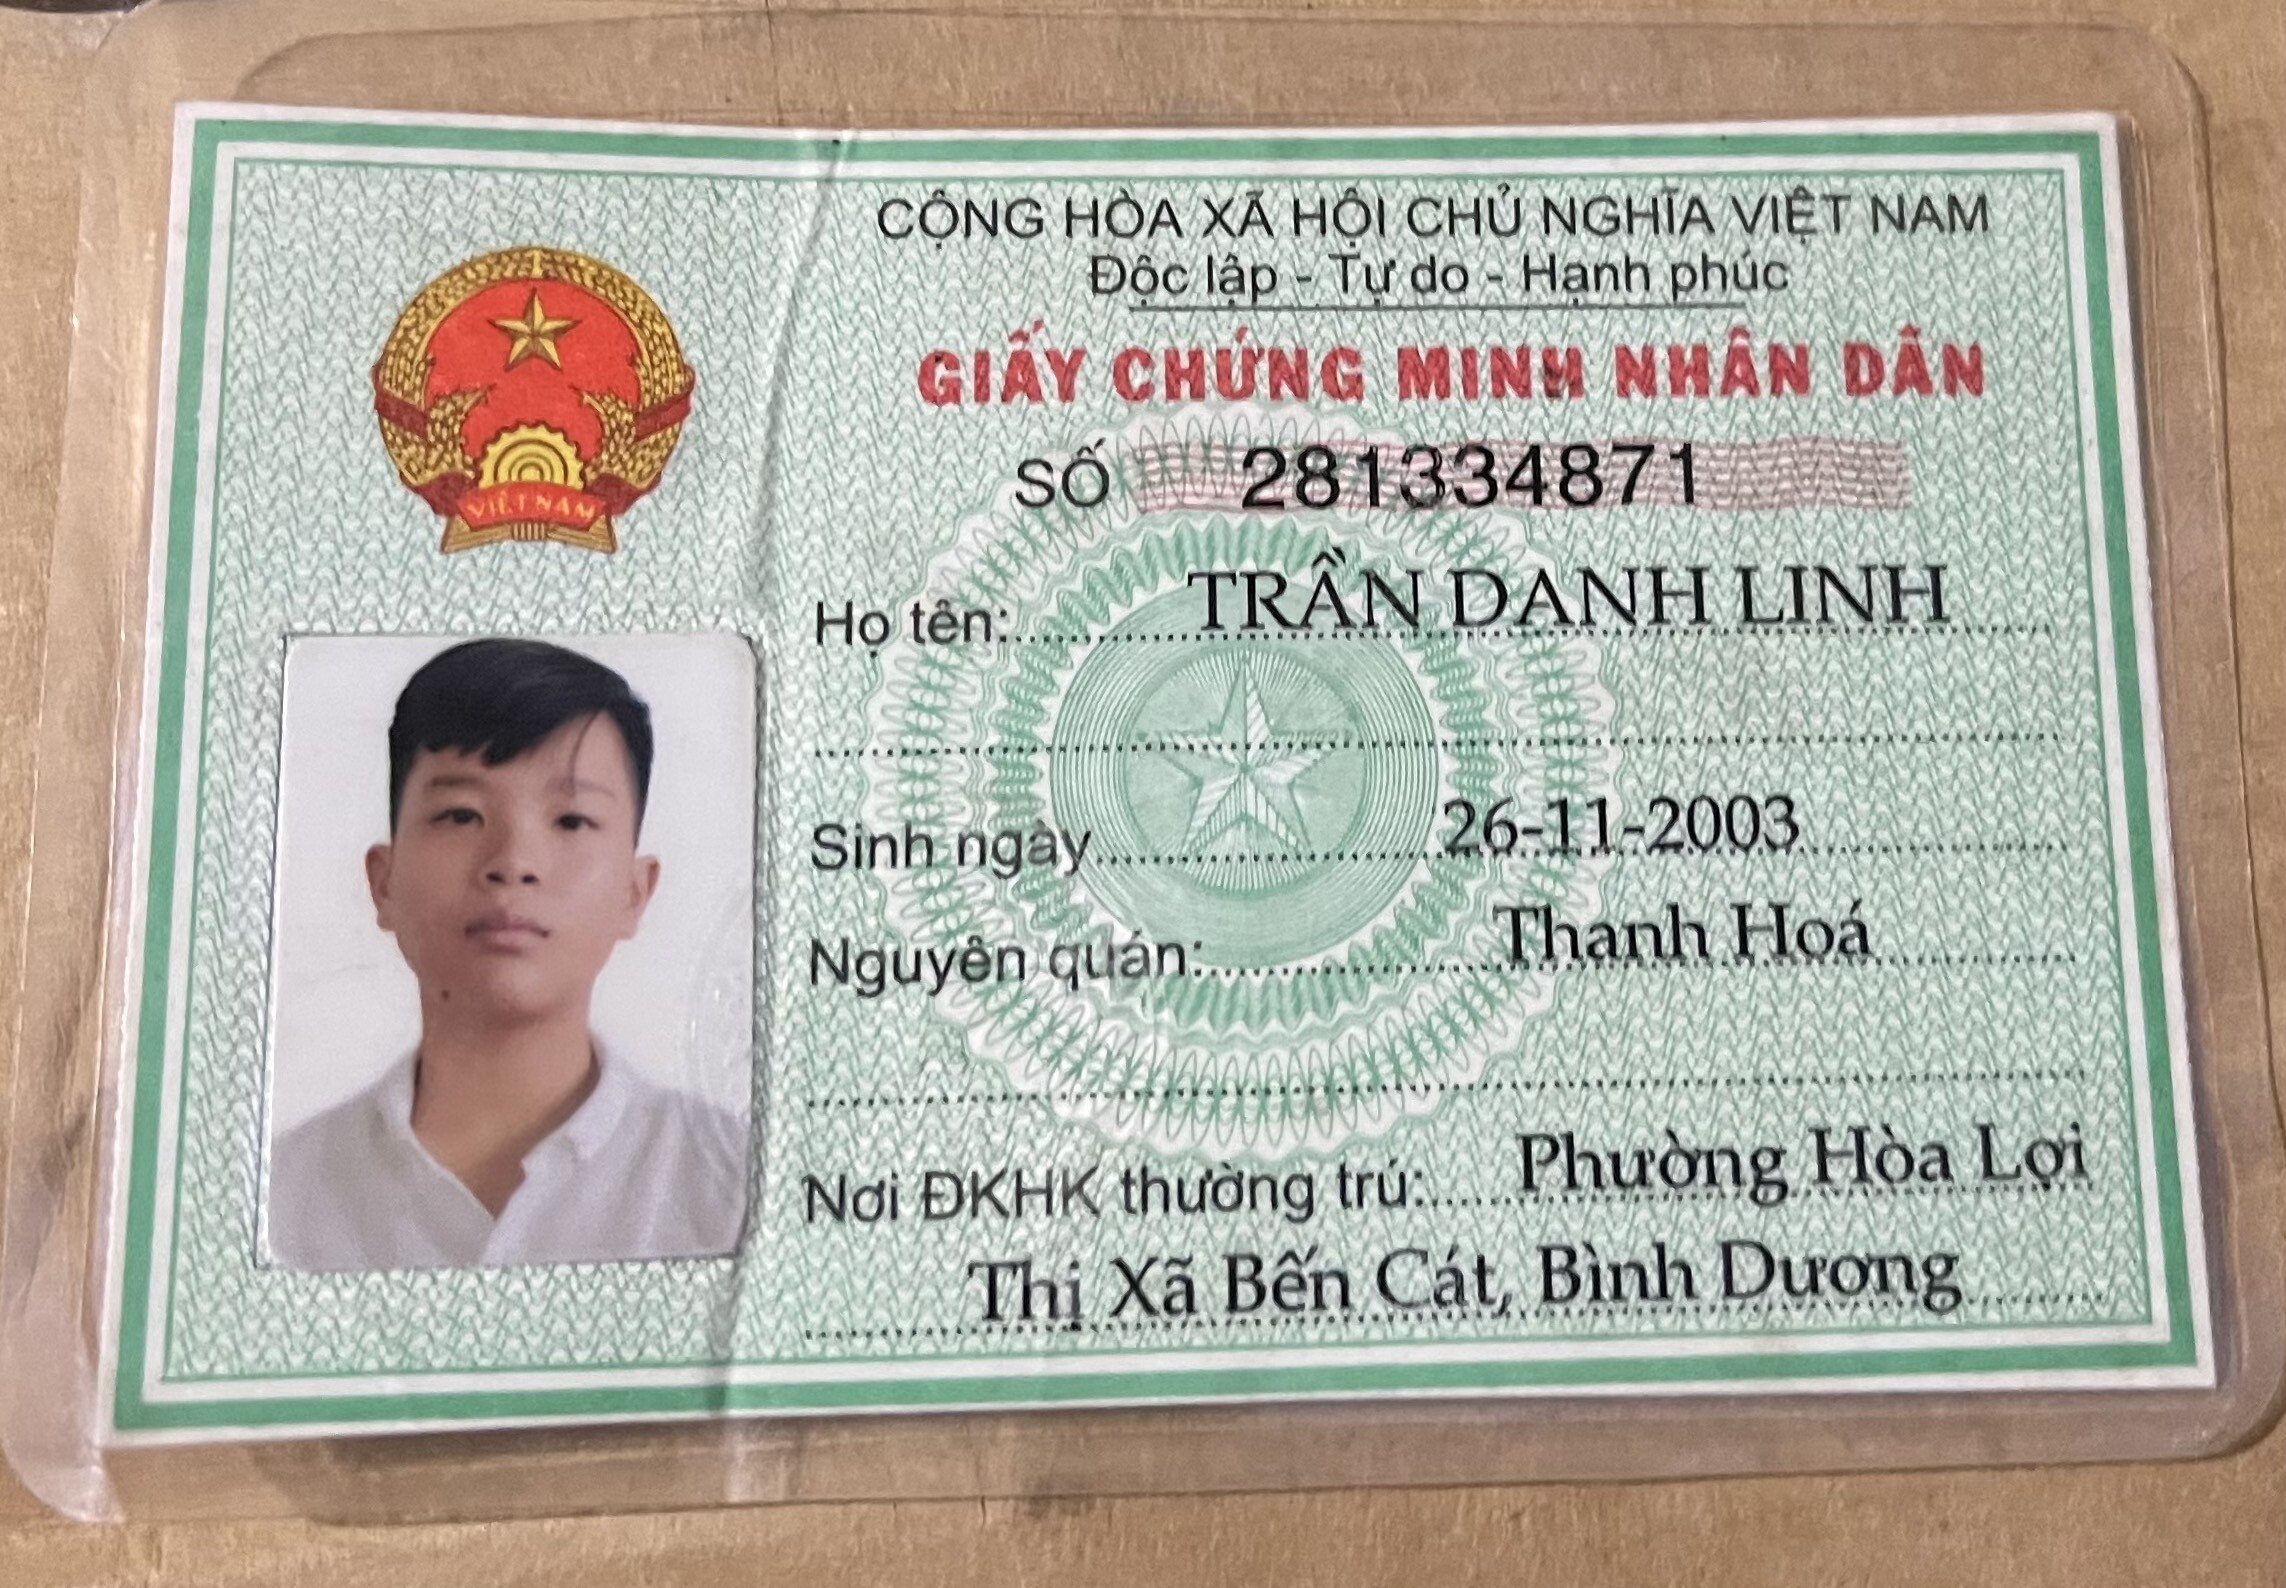 CỘNG HÒA XÃ HỘI CHỦ NGHĨA VIỆT NAM
Độc lập - Tự do - Hạnh phúc
GIẤY CHỨNG MINH NHÂN DÂN
SỐ 281334871
VIỆT NAM
Họ tên: TRẦN DANH LINH
Sinh ngày 26-11-2003
Nguyên quán: Thanh Hoá
Nơi ĐKHK thường trú: Phường Hòa Lợi
Thị Xã Bến Cát, Bình Dương